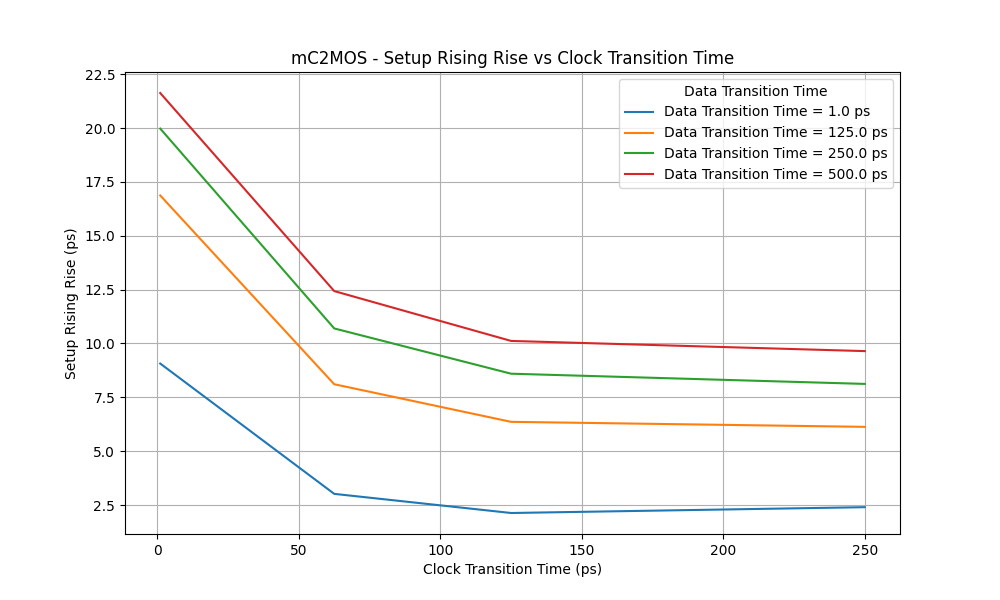 mC2MOS - Setup Rising Rise vs Clock Transition Time
Data Transition Time
Data Transition Time = 1.0 ps
Data Transition Time = 125.0 ps
Data Transition Time = 250.0 ps
Data Transition Time = 500.0 ps
Setup Rising Rise (ps)
22.5
20.0
17.5
15.0
12.5
10.0
7.5
5.0
2.5
0 50 100 150 200 250
Clock Transition Time (ps)